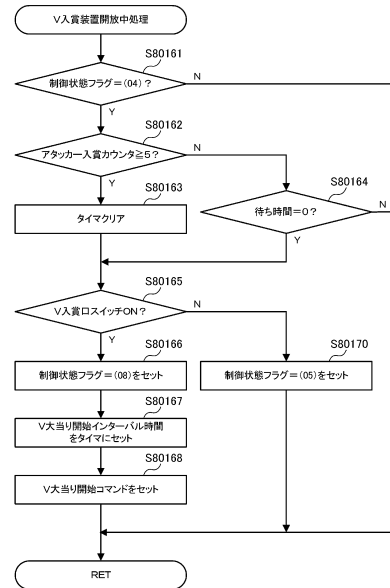 V入賞装置開放中処理
S80161
制御状態フラグ=(04)?
N
Y
S80162
アタッカー入賞カウンタ≧5?
N
Y
S80163
タイマクリア
S80164
待ち時間=0?
N
Y
S80165
V入賞口スイッチON?
N
Y
S80166
制御状態フラグ=(08)をセット
S80170
制御状態フラグ=(05)をセット
S80167
V大当り開始インターバル時間
をタイマにセット
S80168
V大当り開始コマンドをセット
RET